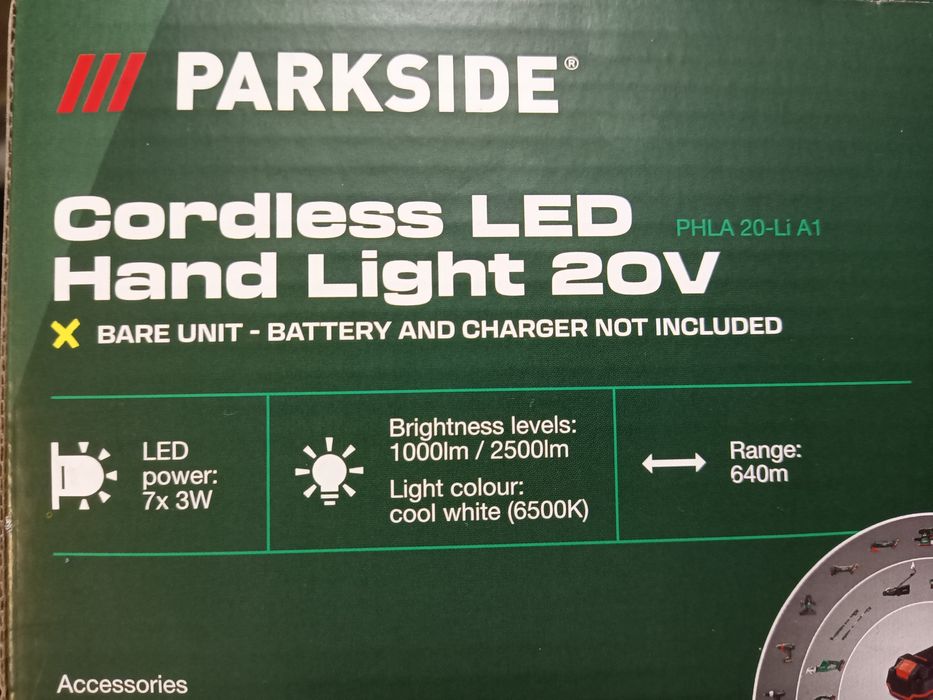 PARKSIDE®
Cordless LED
PHLA 20-Li A1
Hand Light 20V
X BARE UNIT - BATTERY AND CHARGER NOT INCLUDED
LED
power:
7x 3W
Brightness levels:
1000lm / 2500lm
Light colour:
cool white (6500K)
Range:
640m
Accessories